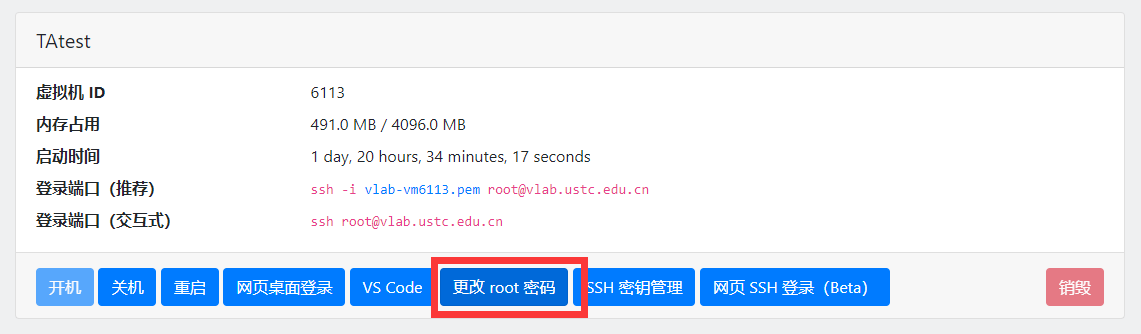 TAtest
虚拟机 ID 6113
内存占用 491.0 MB / 4096.0 MB
启动时间 1 day, 20 hours, 34 minutes, 17 seconds
登录端口（推荐） ssh -i vlab-vm6113.pem root@vlab.ustc.edu.cn
登录端口（交互式） ssh root@vlab.ustc.edu.cn
开机 关机 重启 网页桌面登录 VS Code 更改 root 密码 SSH 密钥管理 网页 SSH 登录（Beta） 销毁